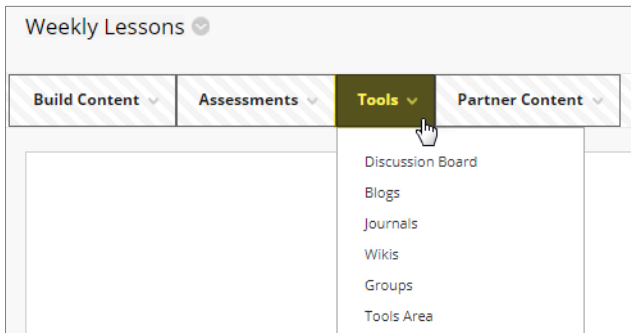 Weekly Lessons
Build Content Assessments Tools Partner Content
Discussion Board
Blogs
Journals
Wikis
Groups
Tools Area